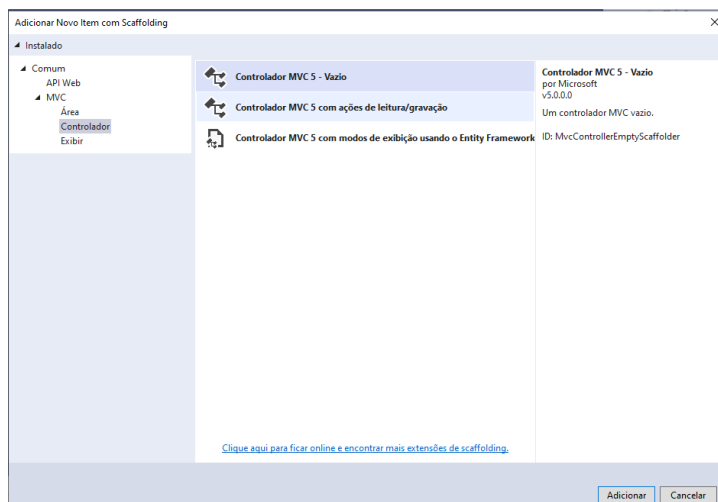 Adicionar Novo Item com Scaffolding
Instalado
Comum
API Web
MVC
Área
Controlador
Exibir
Controlador MVC 5 - Vazio
Controlador MVC 5 com ações de leitura/gravação
Controlador MVC 5 com modos de exibição usando o Entity Framework
Clique aqui para ficar online e encontrar mais extensões de scaffolding.
Controlador MVC 5 - Vazio
por Microsoft
v5.0.0.0
Um controlador MVC vazio.
ID: MvcControllerEmptyScaffolder
Adicionar
Cancelar